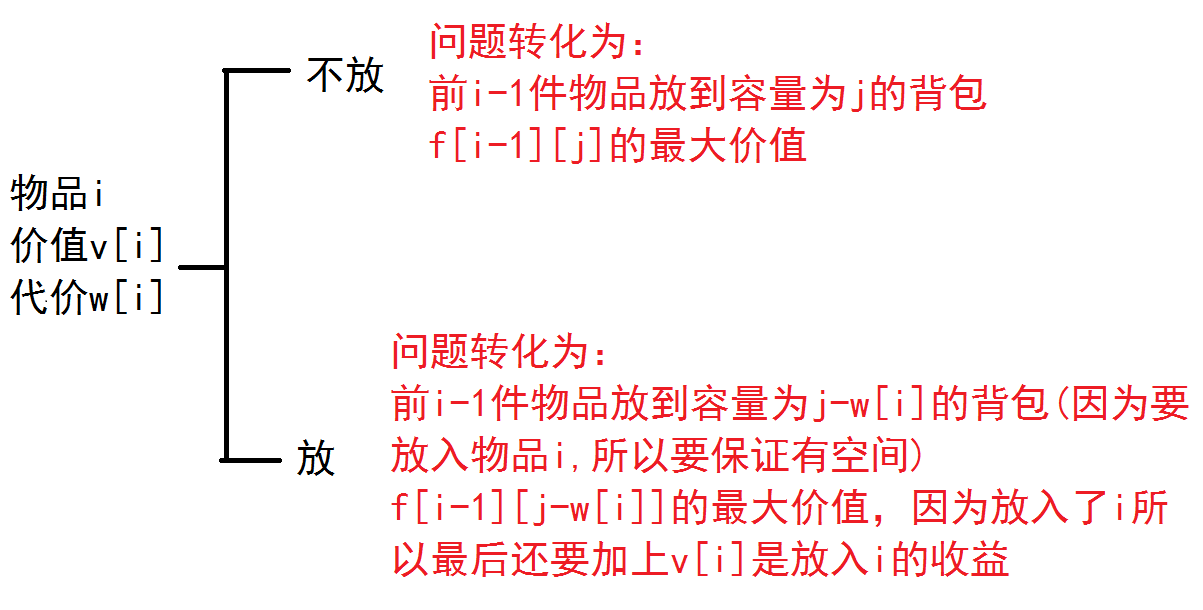 物品i
价值v[i]
代价w[i]
不放
问题转化为:
前i-1件物品放到容量为j的背包
f[i-1][j]的最大价值
放
问题转化为:
前i-1件物品放到容量为j-w[i]的背包(因为要
放入物品i,所以要保证有空间)
f[i-1][j-w[i]]的最大价值，因为放入了i所
以最后还要加上v[i]是放入i的收益